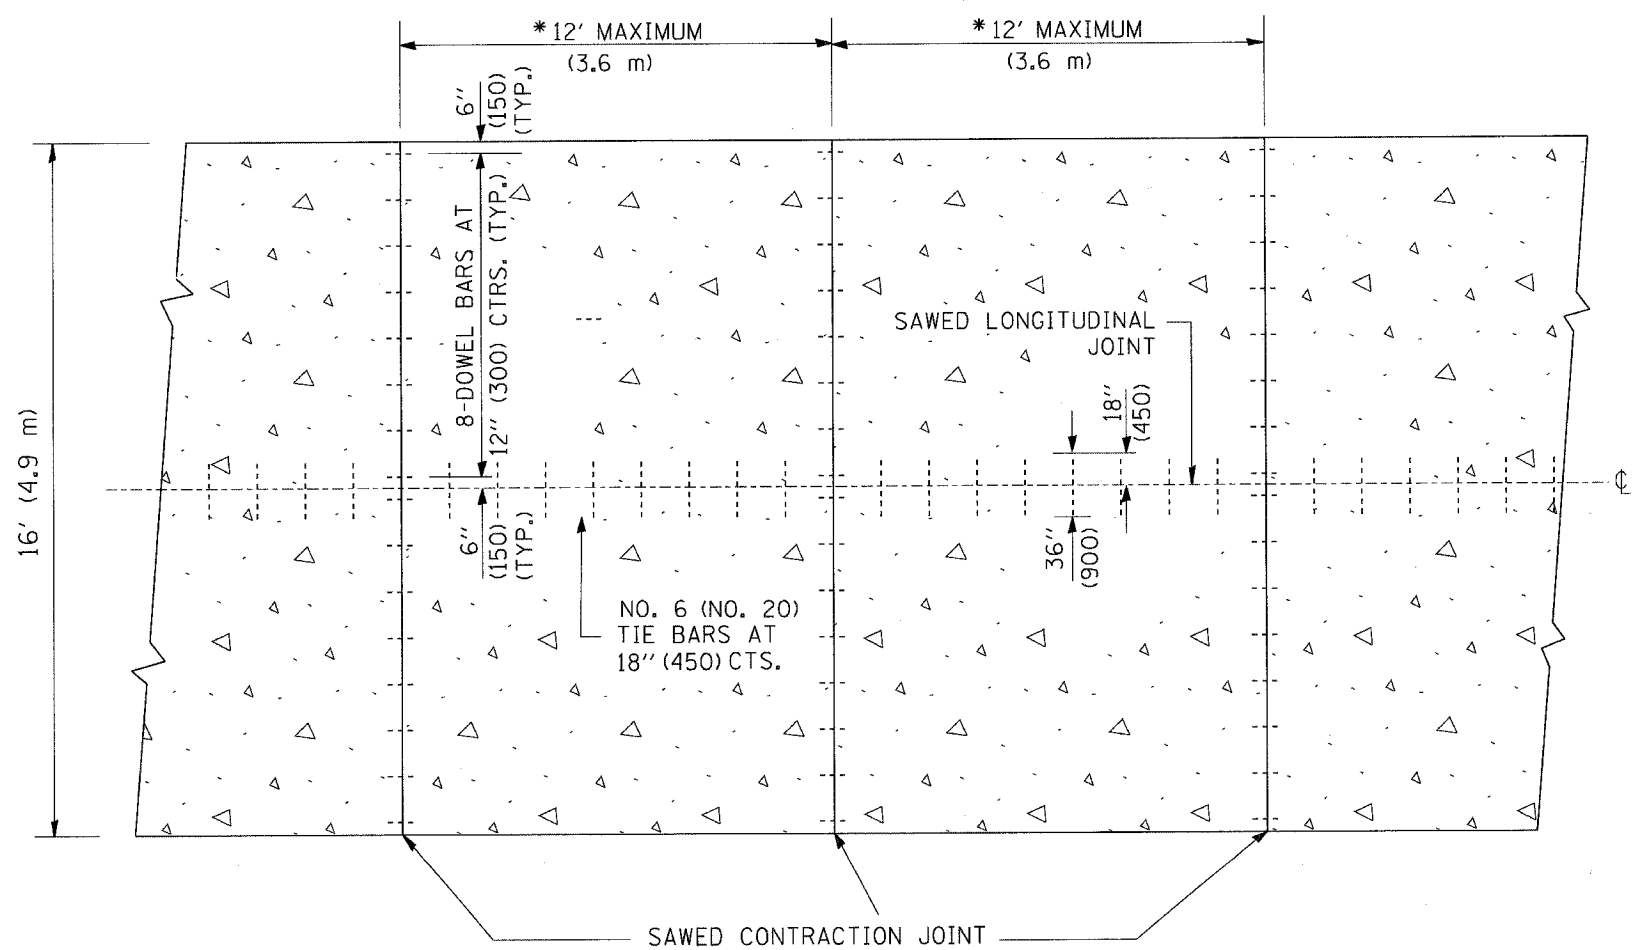 *12' MAXIMUM
(3.6 m)
*12' MAXIMUM
(3.6 m)
6"
(150)
(TYP.)
8-DOWEL BARS AT
12" (300) CTRS. (TYP.)
SAWED LONGITUDINAL
JOINT
18"
(450)
16' (4.9 m)
℄
6"
(150)
(TYP.)
36"
(900)
NO. 6 (NO. 20)
TIE BARS AT
18" (450) CTS.
SAWED CONTRACTION JOINT